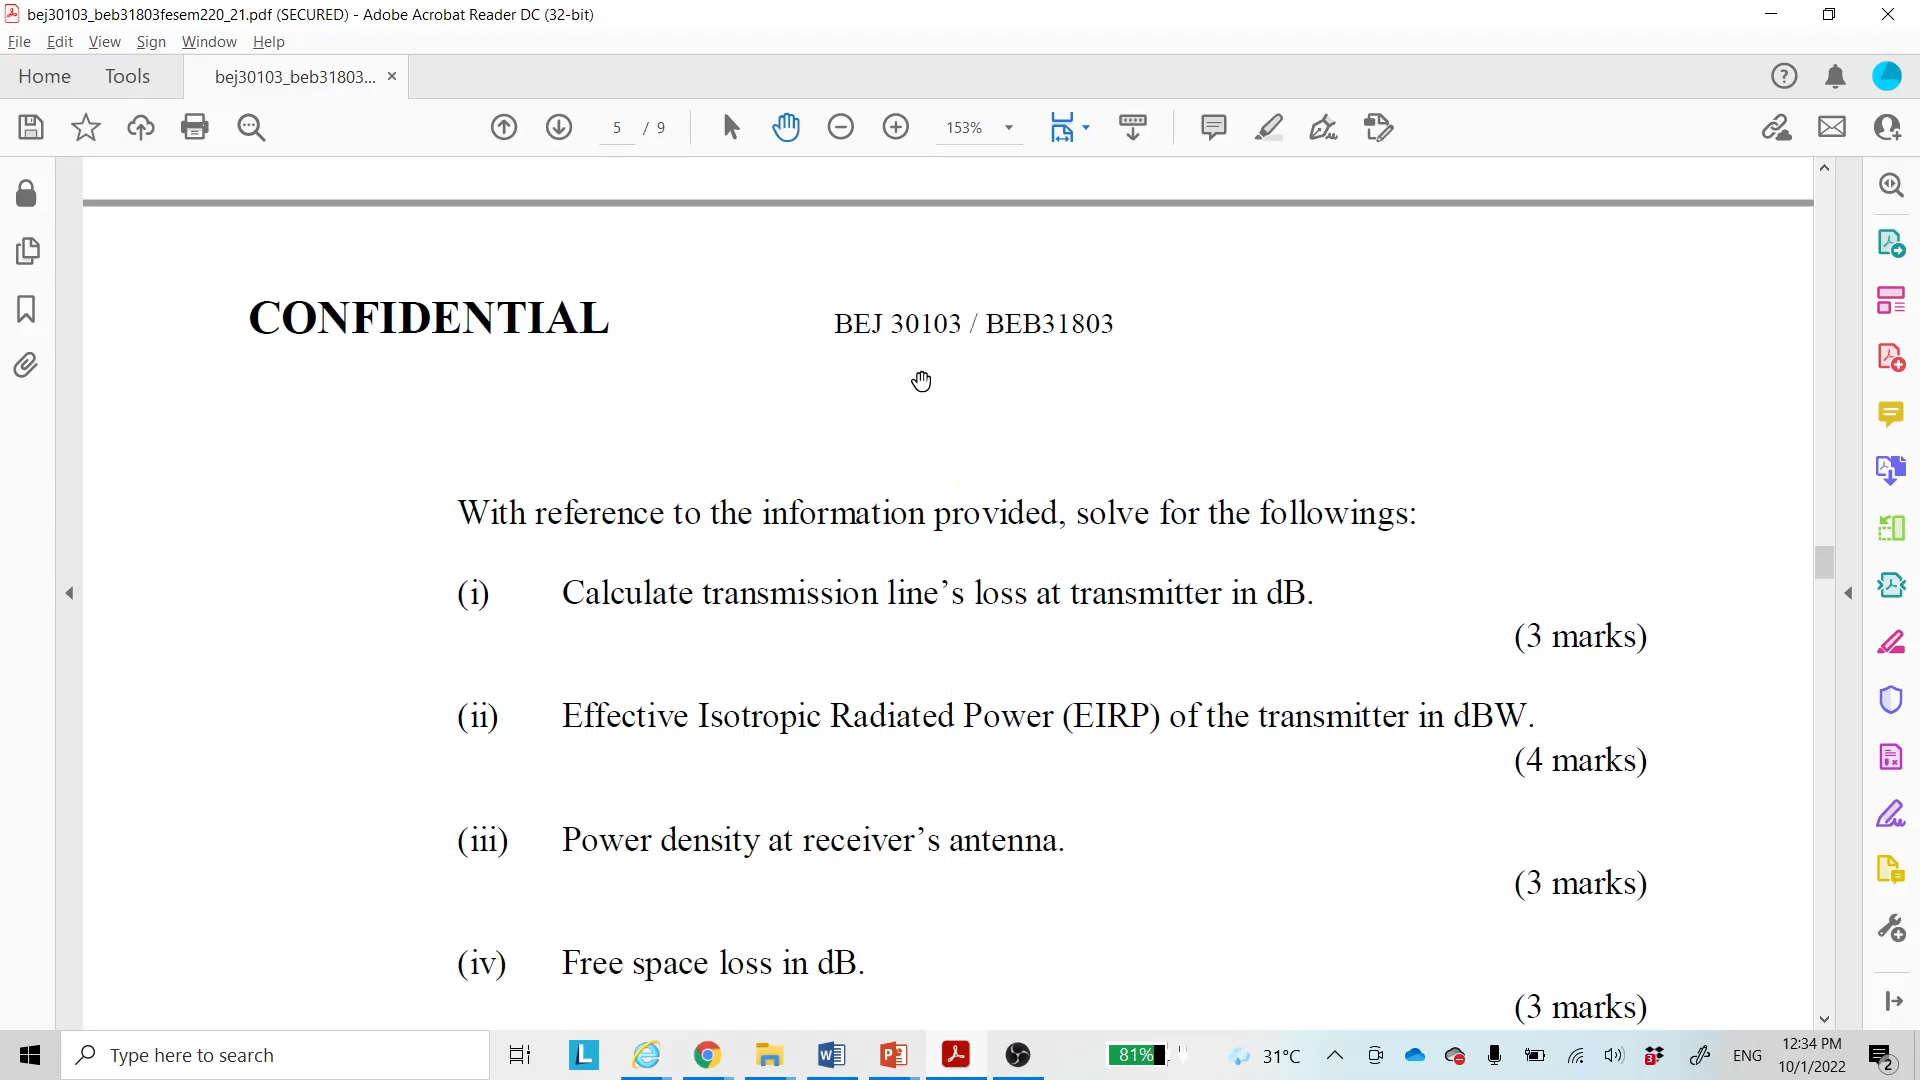 bej30103_beb31803fesem220_21.pdf (SECURED) - Adobe Acrobat Reader DC (32-bit)
File Edit View Sign Window Help
Home Tools bej30103_beb31803... ×
5 / 9 153%
CONFIDENTIAL BEJ 30103 / BEB31803
With reference to the information provided, solve for the followings:
(i) Calculate transmission line’s loss at transmitter in dB.
(3 marks)
(ii) Effective Isotropic Radiated Power (EIRP) of the transmitter in dBW.
(4 marks)
(iii) Power density at receiver’s antenna.
(3 marks)
(iv) Free space loss in dB.
(3 marks)
Type here to search L 81% 31°C 3 ENG 12:34 PM 2
10/1/2022